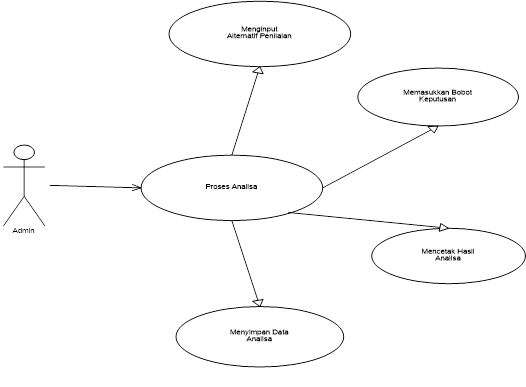 Menginput
Alternatif Penilaian
Memasukkan Bobot
Keputusan
Proses Analisa
Admin
Mencetak Hasil
Analisa
Menyimpan Data
Analisa